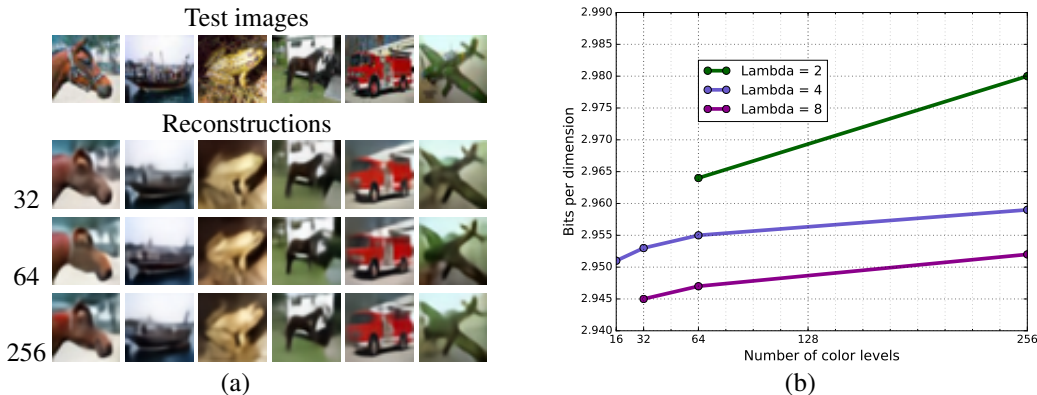 Test images
Reconstructions
32
64
256
(a)
2.990
2.985
2.980
2.975
2.970
2.965
2.960
2.955
2.950
2.945
2.940
Bits per dimension
Lambda = 2
Lambda = 4
Lambda = 8
16 32 64 128 256
Number of color levels
(b)